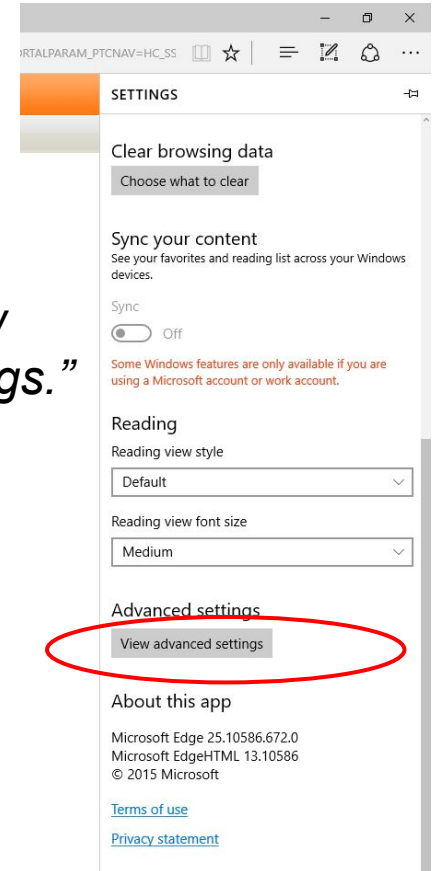 RTALPARAM_PTCNAV=HC_SS
SETTINGS
Clear browsing data
Choose what to clear
Sync your content
See your favorites and reading list across your Windows
devices.
Sync
Off
gs.”
Some Windows features are only available if you are
using a Microsoft account or work account.
Reading
Reading view style
Default
Reading view font size
Medium
Advanced settings
View advanced settings
About this app
Microsoft Edge 25.10586.672.0
Microsoft EdgeHTML 13.10586
© 2015 Microsoft
Terms of use
Privacy statement